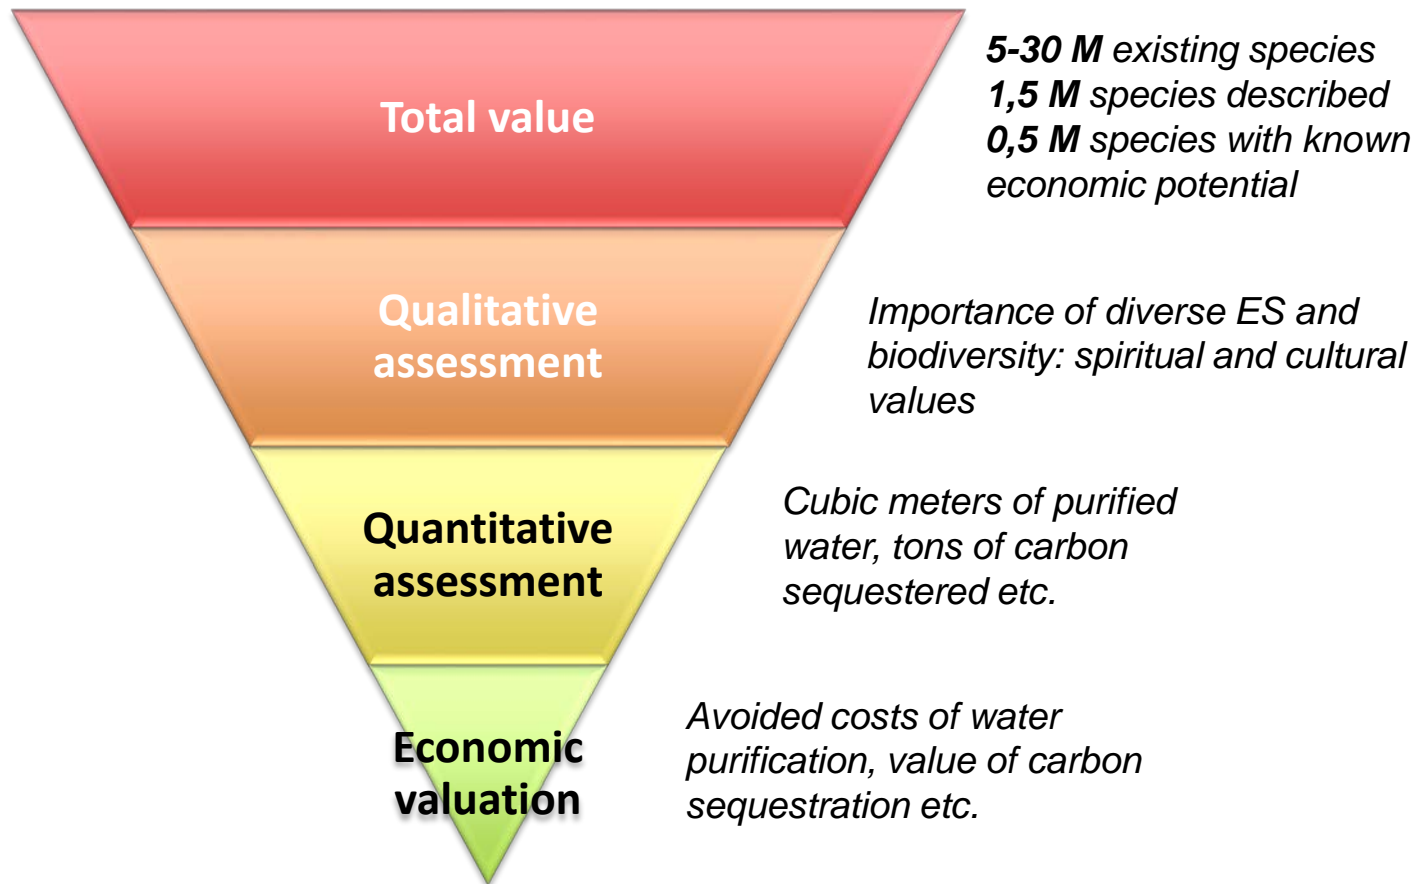 Total value
5-30 M existing species
1,5 M species described
0,5 M species with known
economic potential
Qualitative
assessment
Importance of diverse ES and
biodiversity: spiritual and cultural
values
Quantitative
assessment
Cubic meters of purified
water, tons of carbon
sequestered etc.
Economic
valuation
Avoided costs of water
purification, value of carbon
sequestration etc.